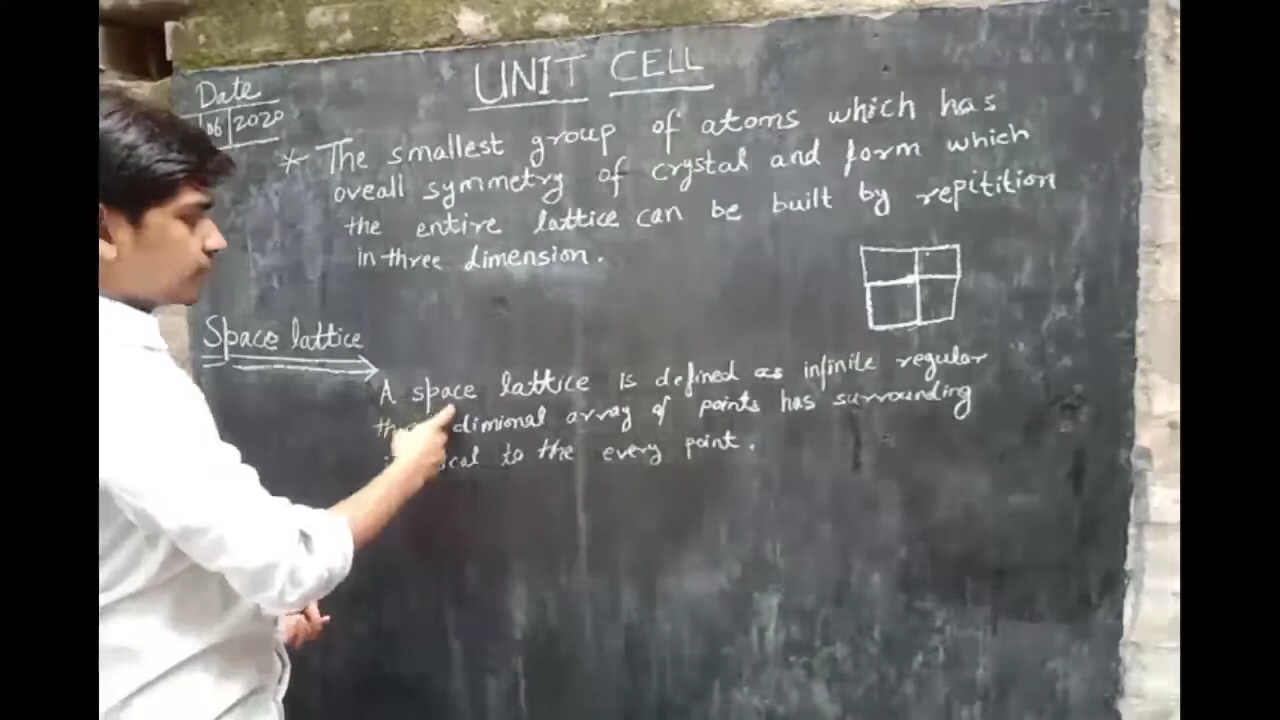 UNIT CELL
Date
06 2020
* The smallest group of atoms which has
oveall symmetry of crystal and form which
the entire lattice can be built by repitition
in three dimension.
Space lattice
A space lattice is defined as infinite regular
dimional array of points has surrounding
to the every point.